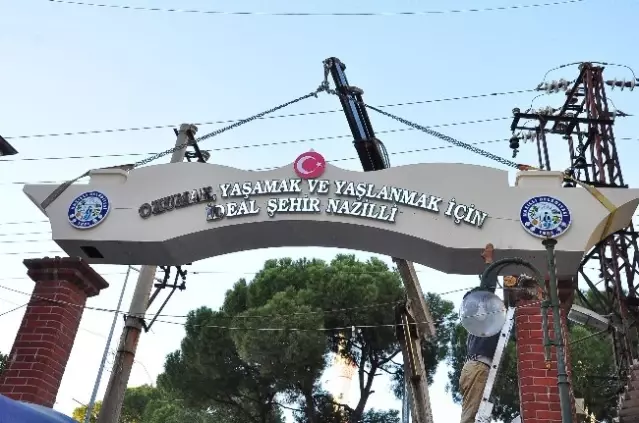 OKUMAK, YAŞAMAK VE YAŞLANMAK İÇİN
İDEAL ŞEHİR NAZİLLİ